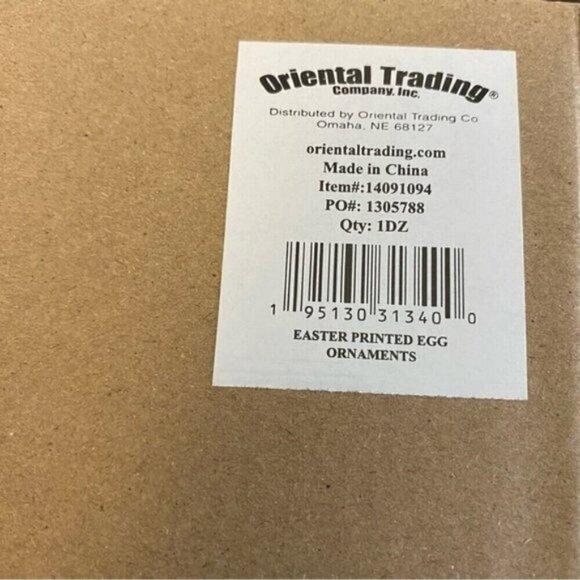 Oriental Trading®
Company, Inc.
Distributed by Oriental Trading Co
Omaha, NE 68127
orientaltrading.com
Made in China
Item#:14091094
PO#: 1305788
Qty: 1DZ
1 95130 31340 0
EASTER PRINTED EGG
ORNAMENTS